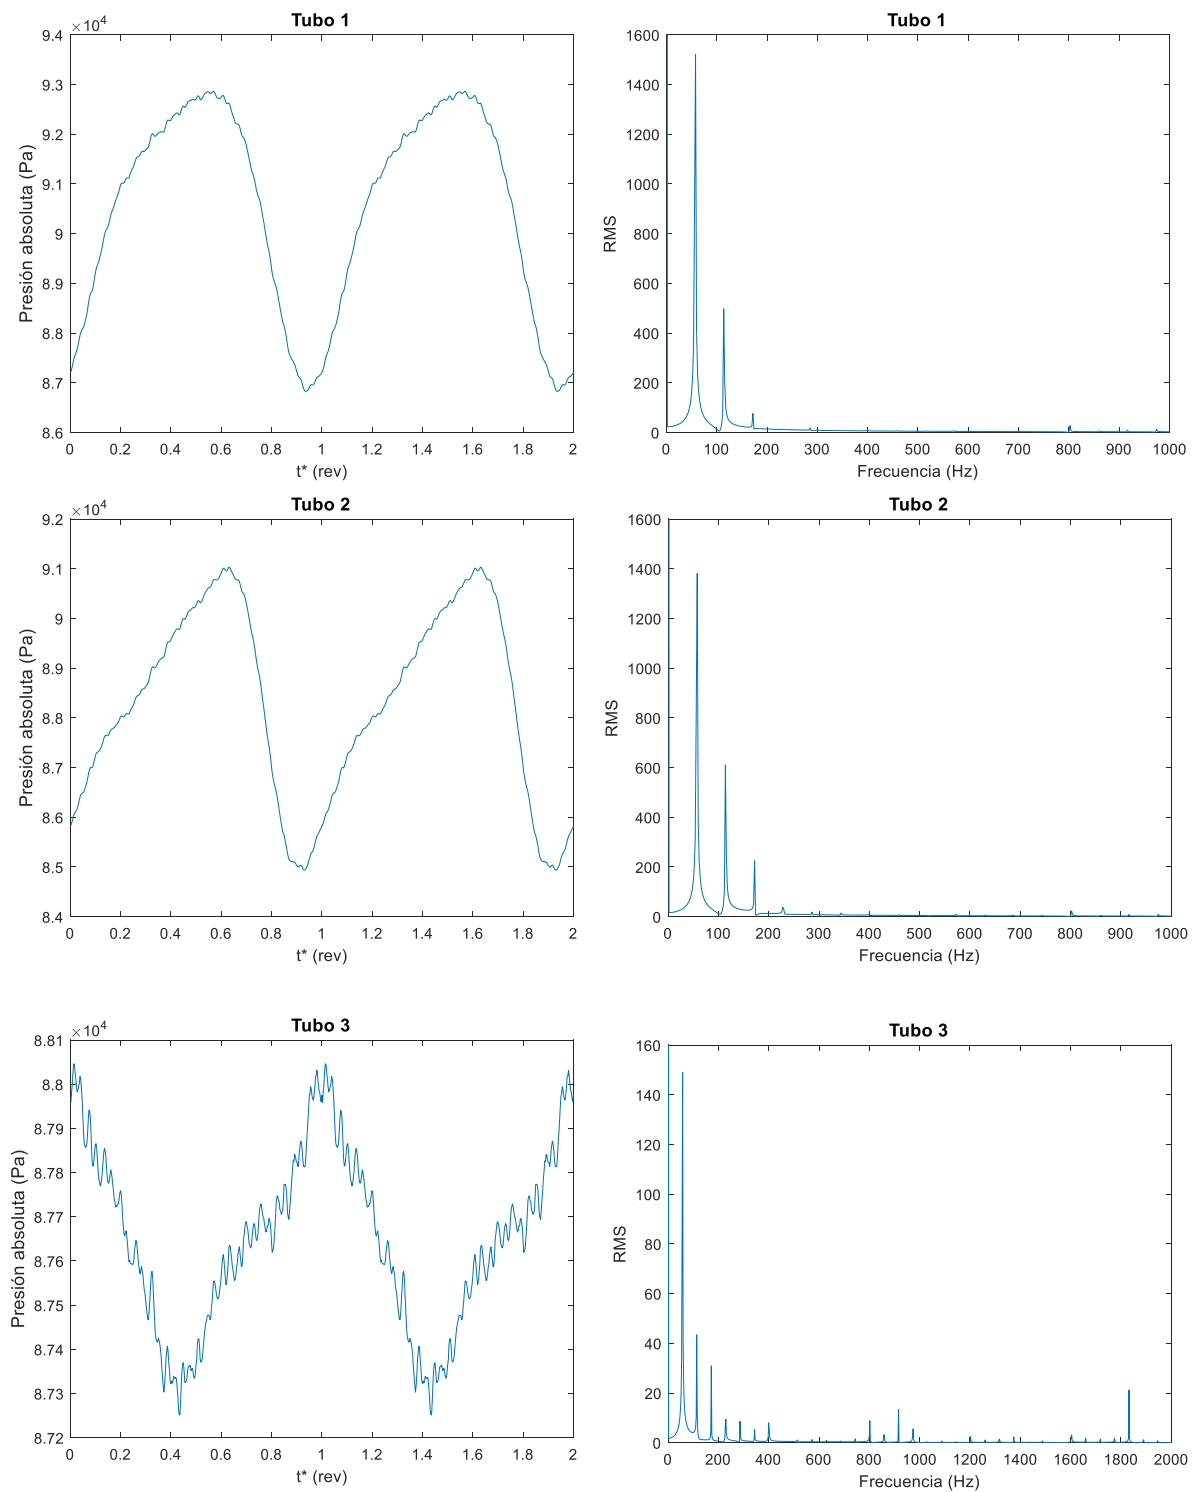 Tubo 1
×10⁴
9.4
9.3
9.2
9.1
9
8.9
8.8
8.7
8.6
Presión absoluta (Pa)
0 0.2 0.4 0.6 0.8 1 1.2 1.4 1.6 1.8 2
t* (rev)
Tubo 1
1600
1400
1200
1000
800
600
400
200
0
RMS
0 100 200 300 400 500 600 700 800 900 1000
Frecuencia (Hz)
Tubo 2
×10⁴
9.2
9.1
9
8.9
8.8
8.7
8.6
8.5
8.4
Presión absoluta (Pa)
0 0.2 0.4 0.6 0.8 1 1.2 1.4 1.6 1.8 2
t* (rev)
Tubo 2
1600
1400
1200
1000
800
600
400
200
0
RMS
0 100 200 300 400 500 600 700 800 900 1000
Frecuencia (Hz)
Tubo 3
×10⁴
8.81
8.8
8.79
8.78
8.77
8.76
8.75
8.74
8.73
8.72
Presión absoluta (Pa)
0 0.2 0.4 0.6 0.8 1 1.2 1.4 1.6 1.8 2
t* (rev)
Tubo 3
160
140
120
100
80
60
40
20
0
RMS
0 200 400 600 800 1000 1200 1400 1600 1800 2000
Frecuencia (Hz)